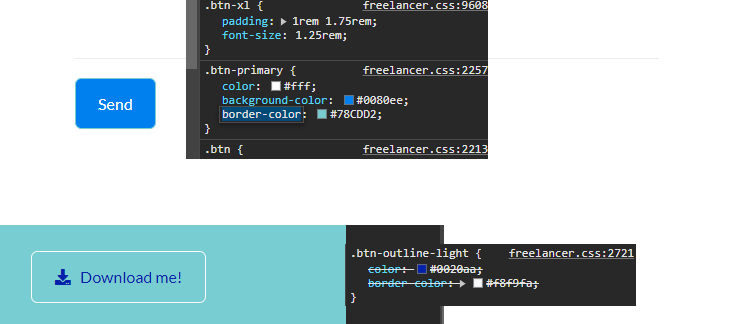 .btn-xl { freelancer.css:9608
padding: 1rem 1.75rem;
font-size: 1.25rem;
}
.btn-primary { freelancer.css:2257
color: #fff;
background-color: #0080ee;
border-color: #78CDD2;
}
.btn { freelancer.css:2213
Send
Download me!
.btn-outline-light { freelancer.css:2721
color: #0020aa;
border-color: #f8f9fa;
}